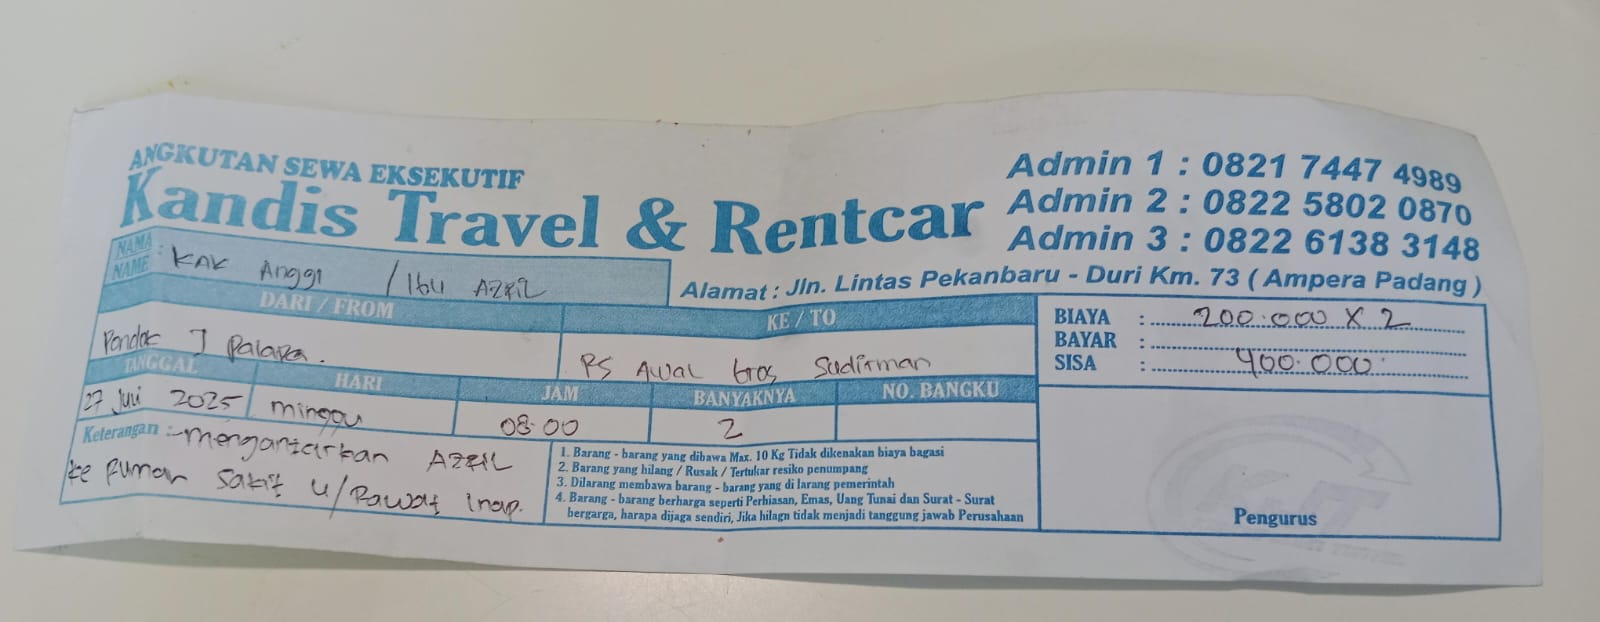 ANGKUTAN SEWA EKSEKUTIF
Kandis Travel & Rentcar
Admin 1 : 0821 7447 4989
Admin 2 : 0822 5802 0870
Admin 3 : 0822 6138 3148
Alamat : Jln. Lintas Pekanbaru - Duri Km. 73 ( Ampera Padang )
NAMA
NAME : Kak Anggi / Ibu AZRIL
DARI / FROM
KE / TO
Pondok J Palapa.
RS Awal Bros Sudirman
BIAYA : 200.000 X 2
BAYAR :
SISA : 400.000
TANGGAL
HARI
JAM
BANYAKNYA
NO. BANGKU
27 Juli 2025
minggu
08.00
2
Keterangan : - mengantarkan AZRIL
ke Rumah Sakit u/ Rawat Inap.
1. Barang - barang yang dibawa Max. 10 Kg Tidak dikenakan biaya bagasi
2. Barang yang hilang / Rusak / Tertukar resiko penumpang
3. Dilarang membawa barang - barang yang di larang pemerintah
4. Barang - barang berharga seperti Perhiasan, Emas, Uang Tunai dan Surat - Surat
bergarga, harapa dijaga sendiri, Jika hilagn tidak menjadi tanggung jawab Perusahaan
Pengurus